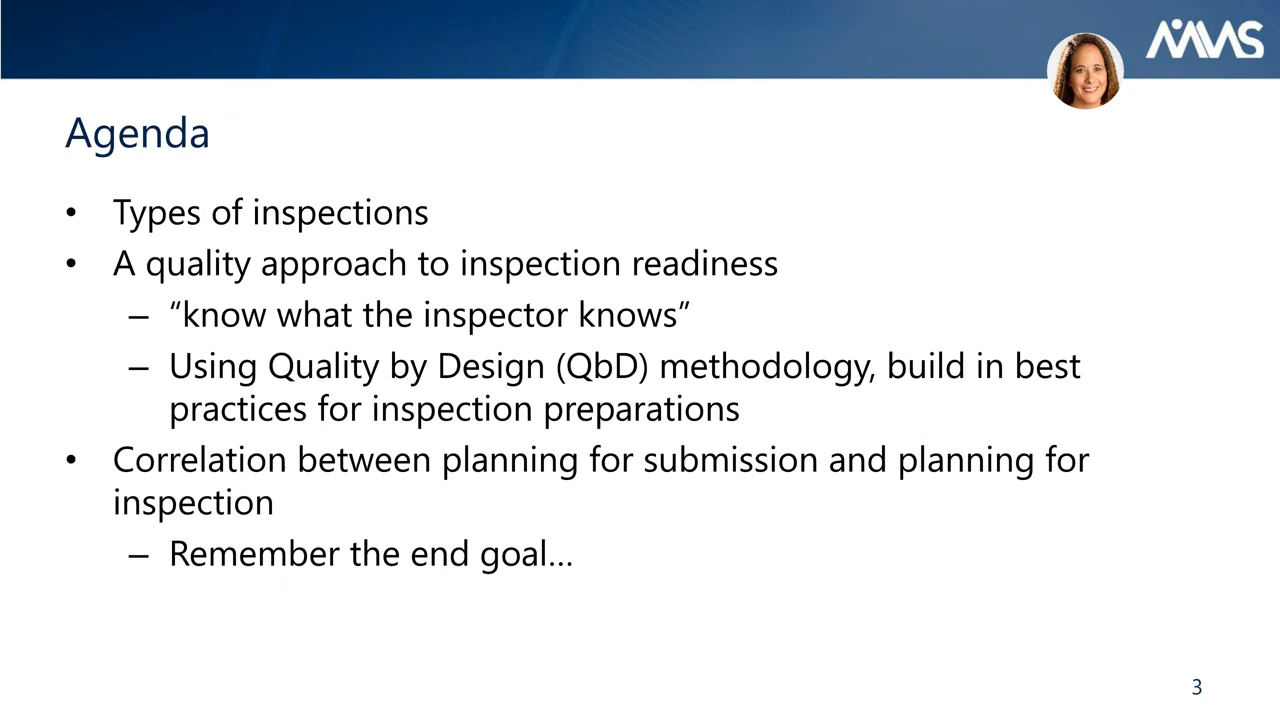 MMS
Agenda
• Types of inspections
• A quality approach to inspection readiness
– “know what the inspector knows”
– Using Quality by Design (QbD) methodology, build in best
practices for inspection preparations
• Correlation between planning for submission and planning for
inspection
– Remember the end goal…
3